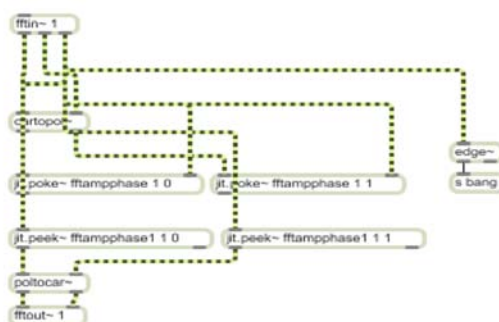 fftin~ 1
cartopol~
edge~
jit.poke~ fftampphase 1 0
jit.poke~ fftampphase 1 1
s bang
jit.peek~ fftampphase1 1 0
jit.peek~ fftampphase1 1 1
poltocar~
fftout~ 1